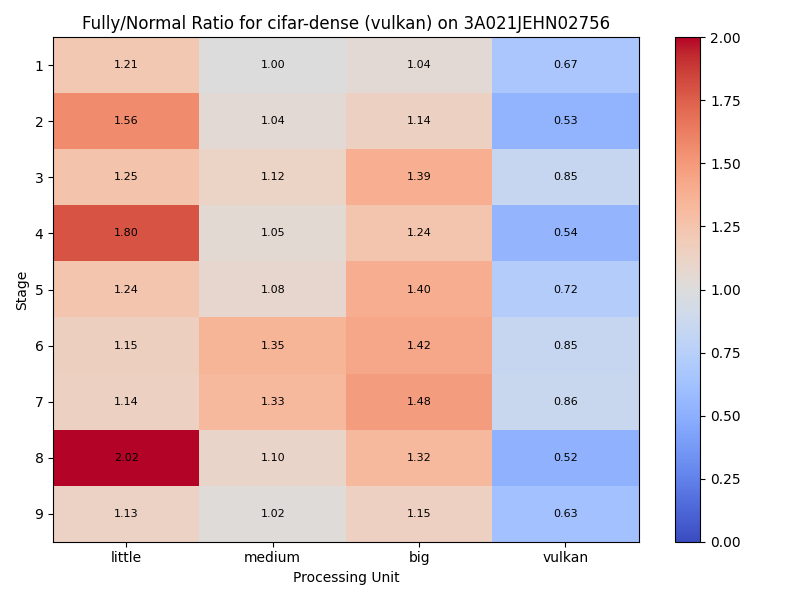 Fully/Normal Ratio for cifar-dense (vulkan) on 3A021JEHN02756
Stage
1 1.21 1.00 1.04 0.67
2 1.56 1.04 1.14 0.53
3 1.25 1.12 1.39 0.85
4 1.80 1.05 1.24 0.54
5 1.24 1.08 1.40 0.72
6 1.15 1.35 1.42 0.85
7 1.14 1.33 1.48 0.86
8 2.02 1.10 1.32 0.52
9 1.13 1.02 1.15 0.63
little medium big vulkan
Processing Unit
2.00
1.75
1.50
1.25
1.00
0.75
0.50
0.25
0.00